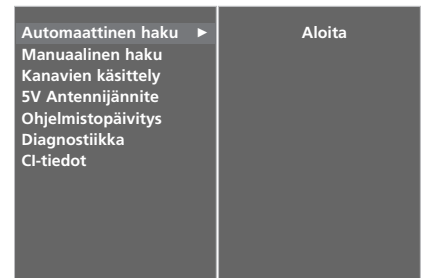 Automaattinen haku ► Aloita
Manuaalinen haku
Kanavien käsittely
5V Antennijännite
Ohjelmistopäivitys
Diagnostiikka
CI-tiedot